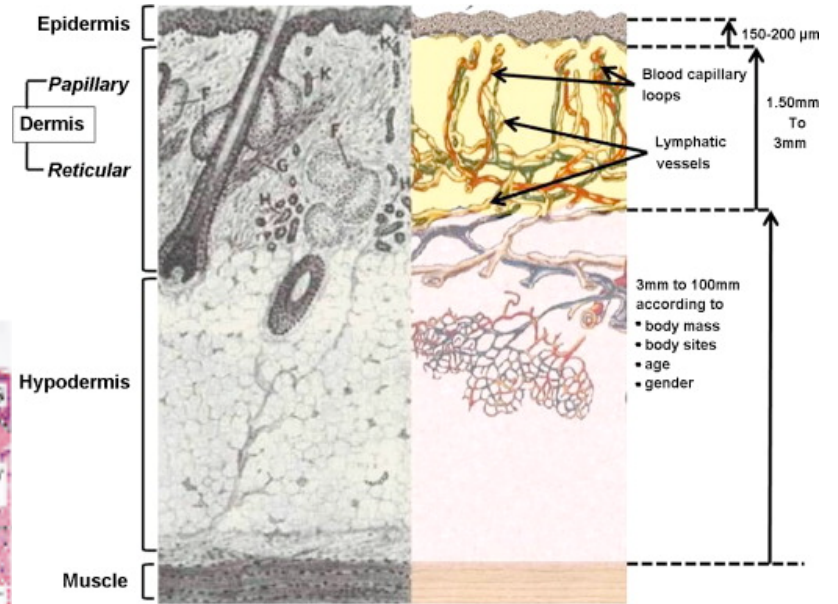 Epidermis
Papillary
Dermis
Reticular
Hypodermis
Muscle
K
K
F
F
G
H
H
Blood capillary
loops
Lymphatic
vessels
150-200 µm
1.50mm
To
3mm
3mm to 100mm
according to
• body mass
• body sites
• age
• gender